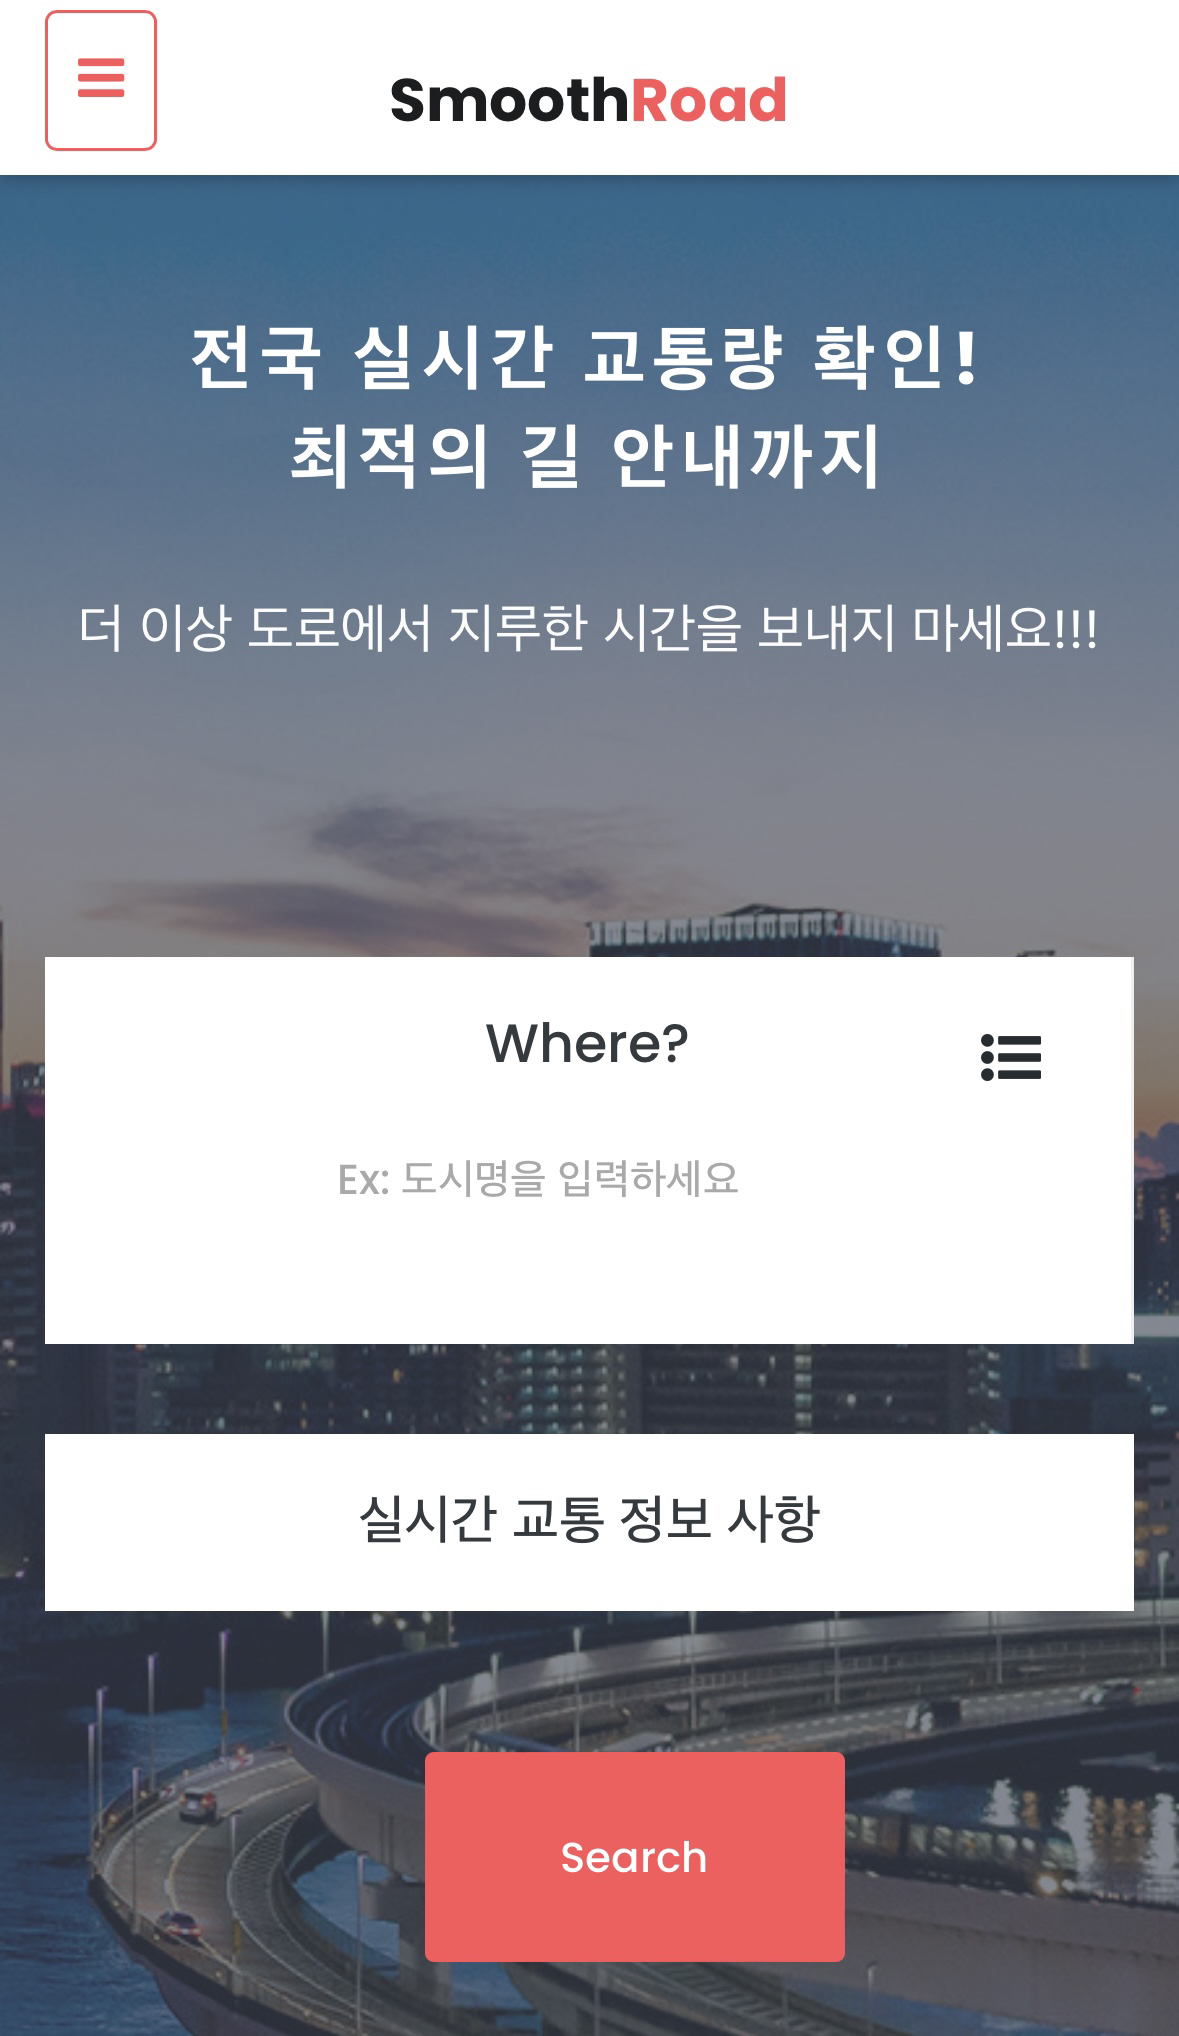 SmoothRoad
전국 실시간 교통량 확인!
최적의 길 안내까지
더 이상 도로에서 지루한 시간을 보내지 마세요!!!
Where?
Ex: 도시명을 입력하세요
실시간 교통 정보 사항
Search